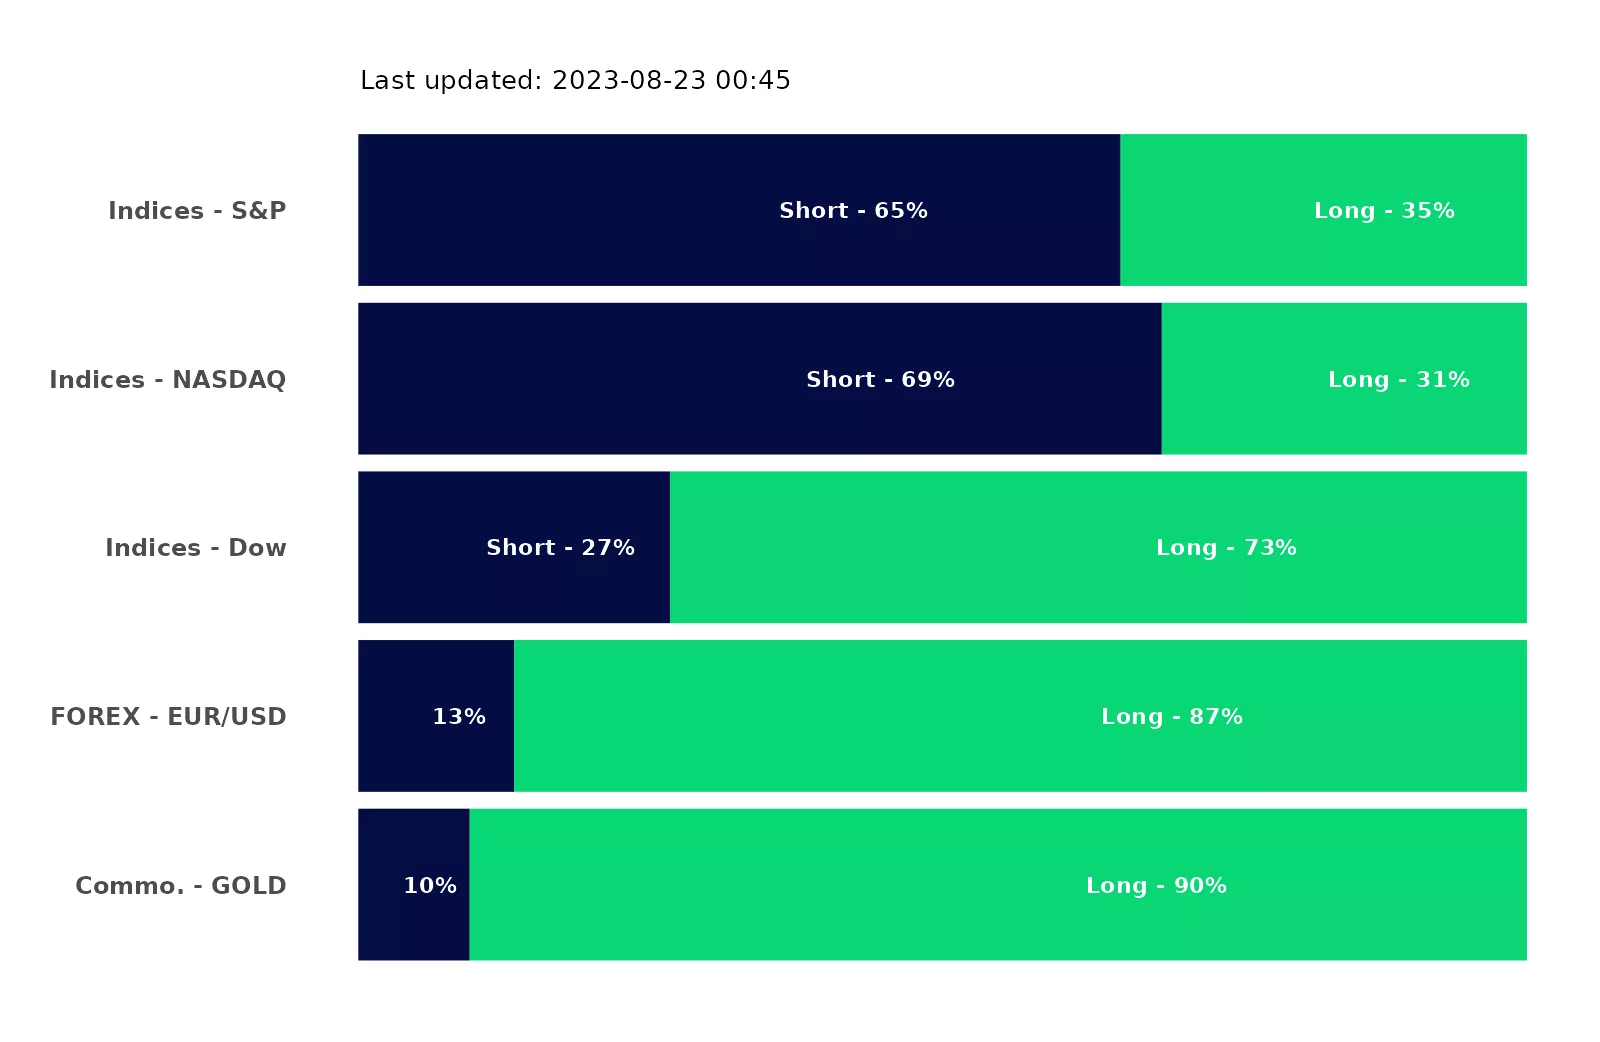 Last updated: 2023-08-23 00:45
Indices - S&P
Short - 65%
Long - 35%
Indices - NASDAQ
Short - 69%
Long - 31%
Indices - Dow
Short - 27%
Long - 73%
FOREX - EUR/USD
13%
Long - 87%
Commo. - GOLD
10%
Long - 90%